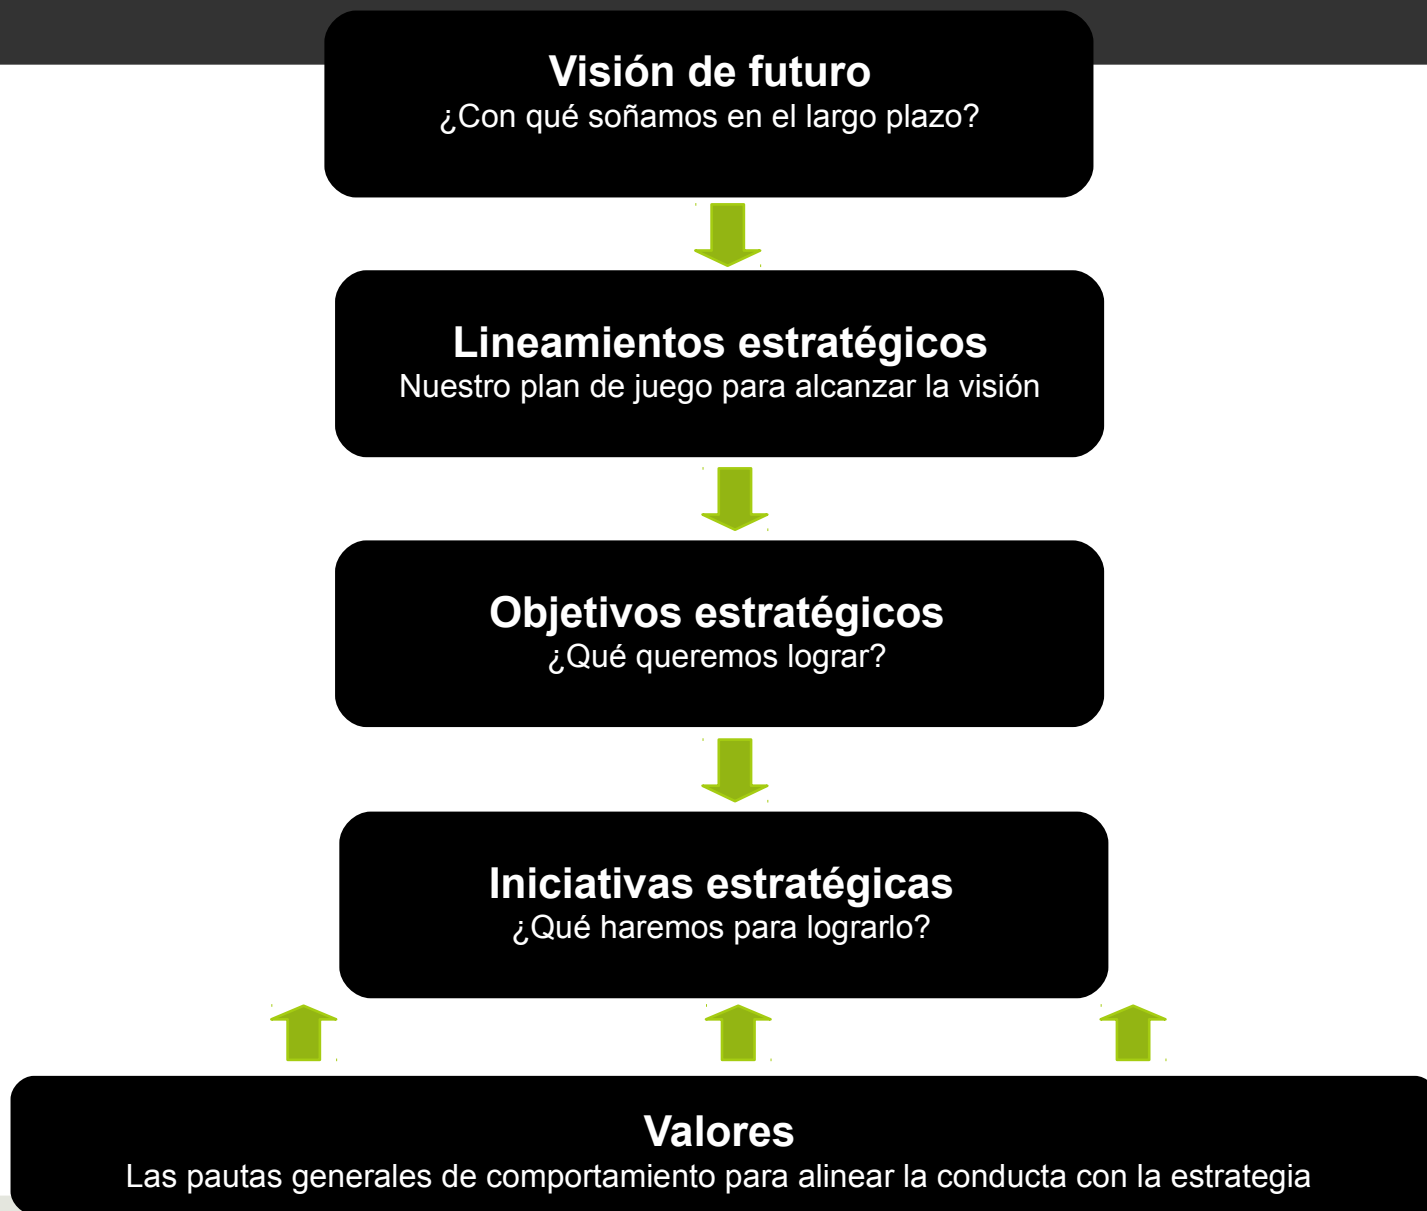 Visión de futuro
¿Con qué soñamos en el largo plazo?
Lineamientos estratégicos
Nuestro plan de juego para alcanzar la visión
Objetivos estratégicos
¿Qué queremos lograr?
Iniciativas estratégicas
¿Qué haremos para lograrlo?
Valores
Las pautas generales de comportamiento para alinear la conducta con la estrategia